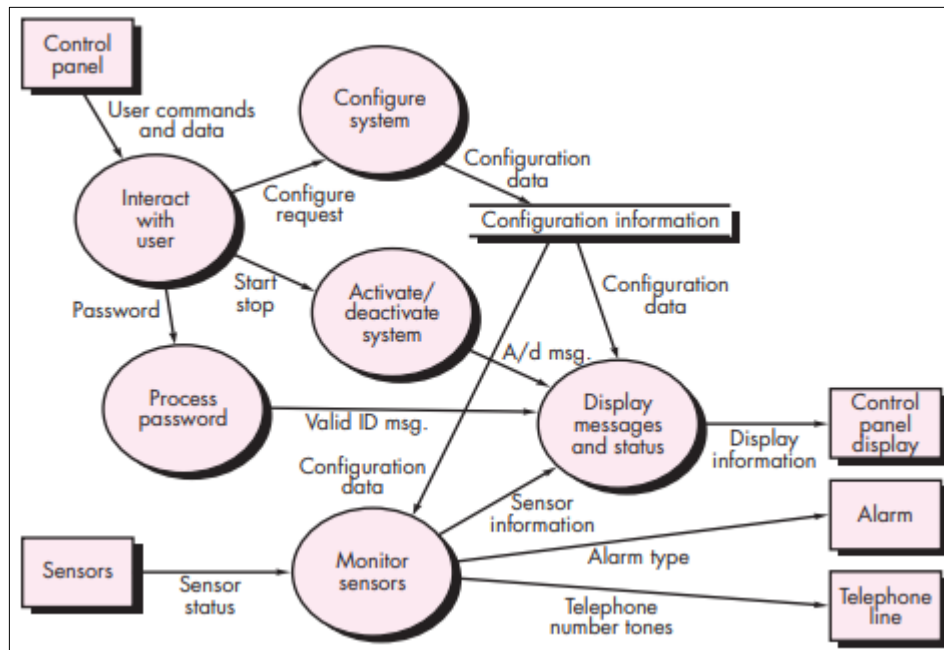 Control
panel
User commands
and data
Configure
system
Configuration
data
Interact
with
user
Configure
request
Configuration information
Start
stop
Password
Activate/
deactivate
system
Configuration
data
A/d msg.
Process
password
Valid ID msg.
Display
messages
and status
Control
panel
display
Display
information
Configuration
data
Sensor
information
Alarm
Sensors
Sensor
status
Monitor
sensors
Alarm type
Telephone
number tones
Telephone
line